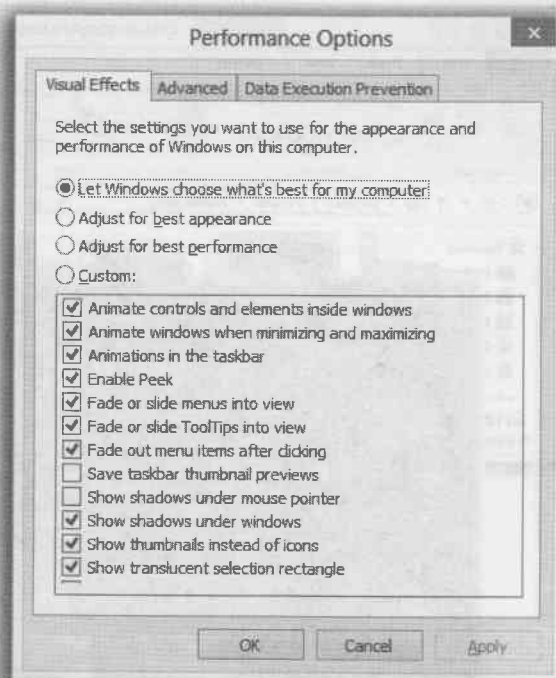 Performance Options
Visual Effects Advanced Data Execution Prevention
Select the settings you want to use for the appearance and
performance of Windows on this computer.
Let Windows choose what's best for my computer
Adjust for best appearance
Adjust for best performance
Custom:
Animate controls and elements inside windows
Animate windows when minimizing and maximizing
Animations in the taskbar
Enable Peek
Fade or slide menus into view
Fade or slide ToolTips into view
Fade out menu items after clicking
Save taskbar thumbnail previews
Show shadows under mouse pointer
Show shadows under windows
Show thumbnails instead of icons
Show translucent selection rectangle
OK Cancel Apply